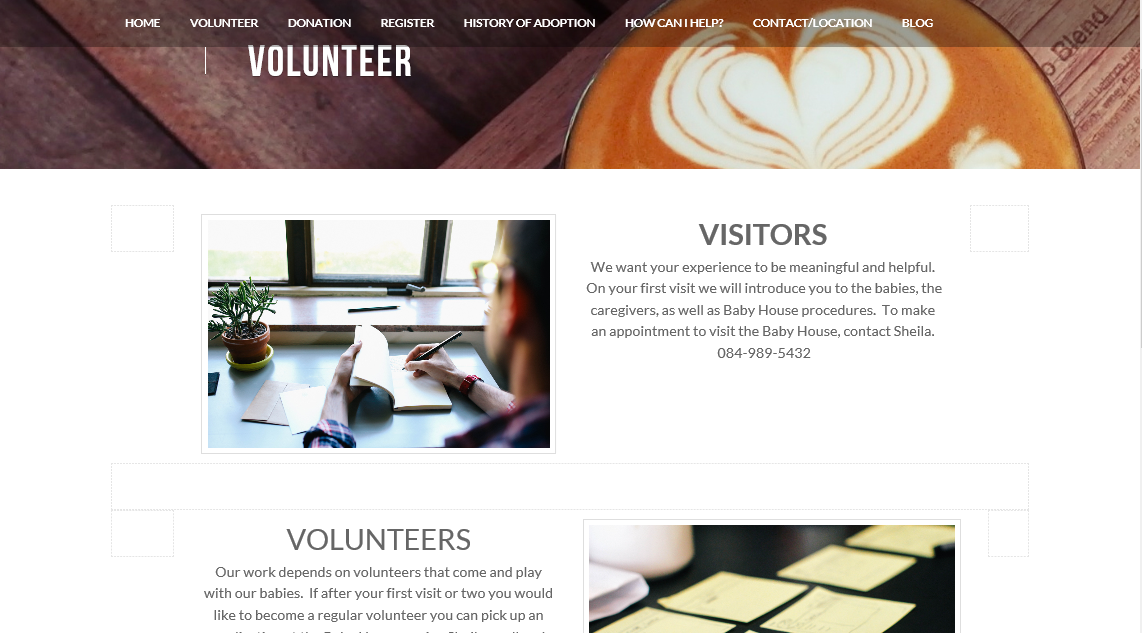 HOME VOLUNTEER DONATION REGISTER HISTORY OF ADOPTION HOW CAN I HELP? CONTACT/LOCATION BLOG
VOLUNTEER
Blend
VISITORS
We want your experience to be meaningful and helpful.
On your first visit we will introduce you to the babies, the
caregivers, as well as Baby House procedures.  To make
an appointment to visit the Baby House, contact Sheila.
084-989-5432
VOLUNTEERS
Our work depends on volunteers that come and play
with our babies.  If after your first visit or two you would
like to become a regular volunteer you can pick up an